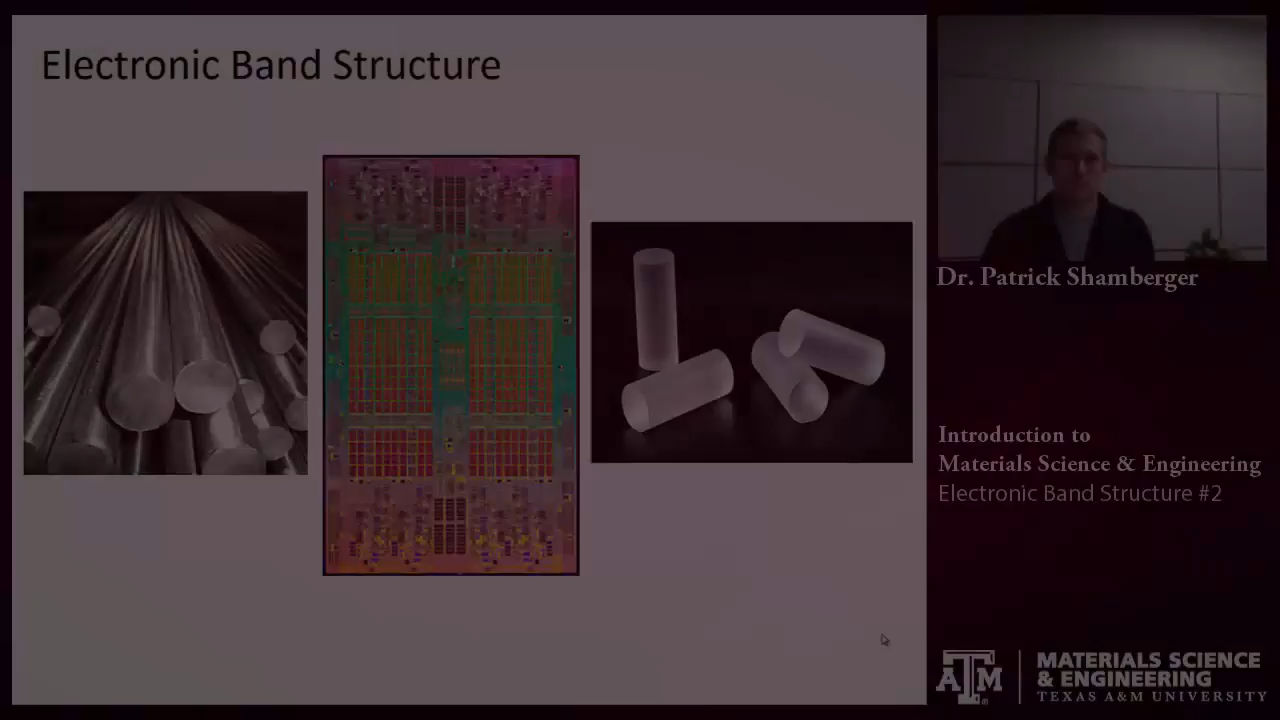 Electronic Band Structure
Dr. Patrick Shamberger
Introduction to
Materials Science & Engineering
Electronic Band Structure #2
ATM
MATERIALS SCIENCE
& ENGINEERING
TEXAS A&M UNIVERSITY